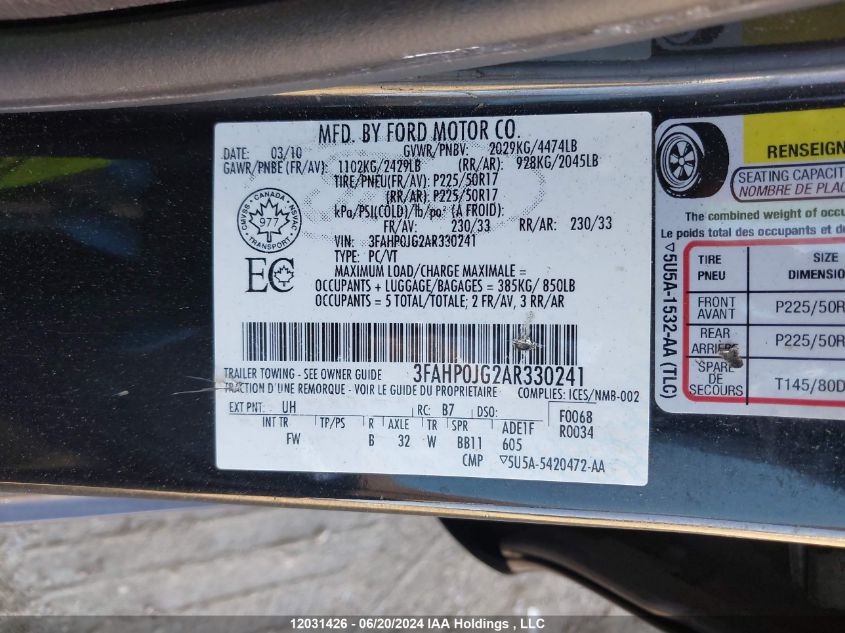 MFD. BY FORD MOTOR CO.
DATE: 03/10 GVWR/PNBV: 2029KG/4474LB
GAWR/PNBE (FR/AV): 1102KG/2429LB (RR/AR): 928KG/2045LB
TIRE/PNEU(FR/AV): P225/50R17
(RR/AR): P225/50R17
kPa/PSI(COLD)/lb/po² (À FROID):
FR/AV: 230/33 RR/AR: 230/33
VIN: 3FAHP0JG2AR330241
TYPE: PC/VT
MAXIMUM LOAD/CHARGE MAXIMALE =
OCCUPANTS + LUGGAGE/BAGAGES = 385KG/ 850LB
OCCUPANTS = 5 TOTAL/TOTALE; 2 FR/AV, 3 RR/AR
CANADA
CMVSS NSVAC
977
TRANSPORT
EC
3FAHP0JG2AR330241
TRAILER TOWING - SEE OWNER GUIDE
TRACTION D'UNE REMORQUE - VOIR LE GUIDE DU PROPRIETAIRE COMPLIES: ICES/NMB-002
EXT PNT: UH RC: B7 DSO: F0068
INT TR TP/PS R AXLE TR SPR ADE1F R0034
FW B 32 W BB11 605
CMP ▽5U5A-5420472-AA
▽5U5A-1532-AA (TLC)
RENSEIGN
SEATING CAPACIT
NOMBRE DE PLAC
The combined weight of occu
Le poids total des occupants et d
TIRE SIZE
PNEU DIMENSIO
FRONT
AVANT P225/50R
REAR
ARRIERE P225/50R
SPARE
DE
SECOURS T145/80D
12031426 - 06/20/2024 IAA Holdings , LLC